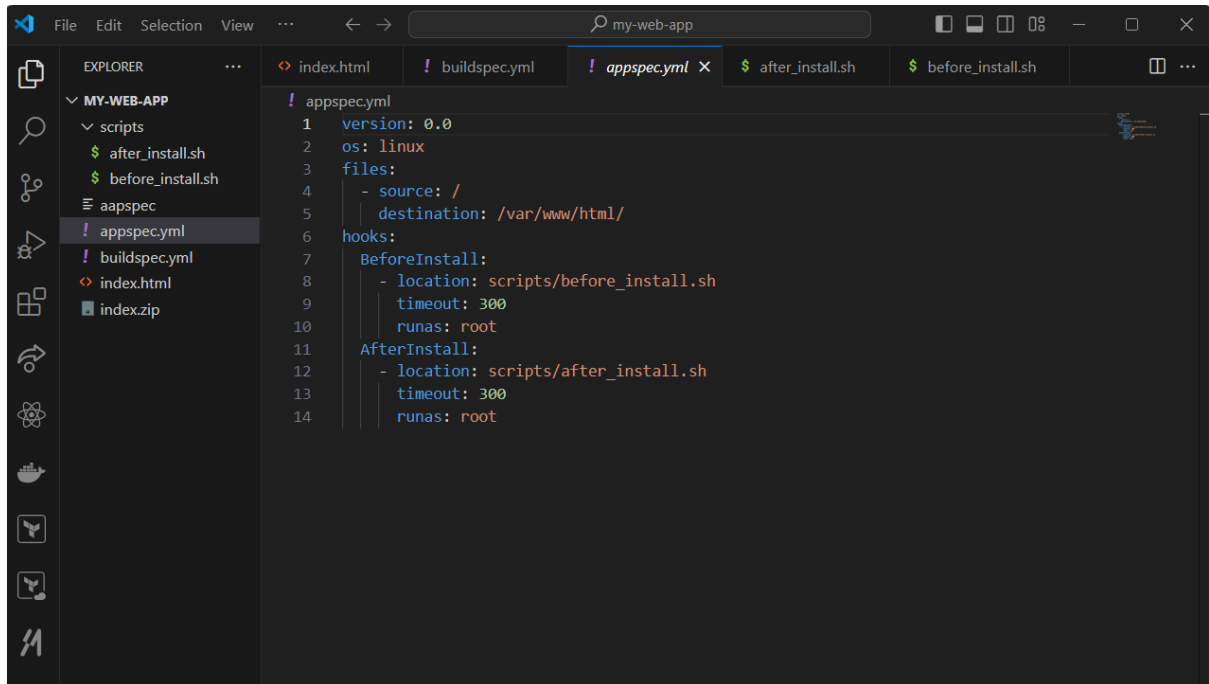 File Edit Selection View ··· my-web-app
EXPLORER ···
MY-WEB-APP
scripts
$ after_install.sh
$ before_install.sh
aapspec
! appspec.yml
! buildspec.yml
<> index.html
index.zip
<> index.html ! buildspec.yml ! appspec.yml $ after_install.sh $ before_install.sh ···
! appspec.yml
1 version: 0.0
2 os: linux
3 files:
4   - source: /
5     destination: /var/www/html/
6 hooks:
7   BeforeInstall:
8     - location: scripts/before_install.sh
9       timeout: 300
10       runas: root
11   AfterInstall:
12     - location: scripts/after_install.sh
13       timeout: 300
14       runas: root